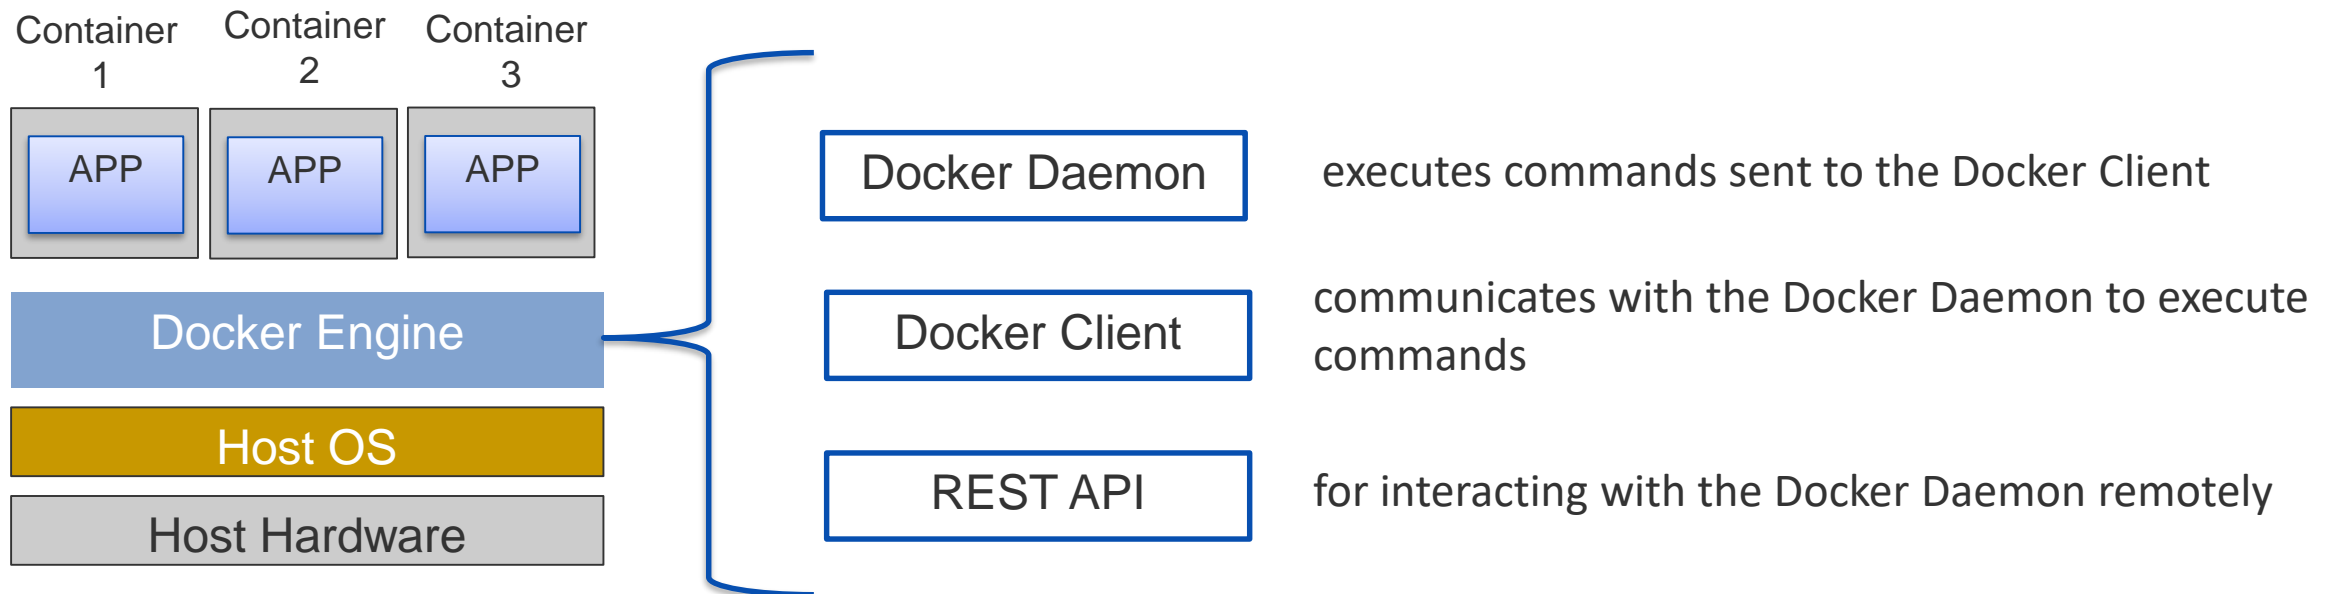 Container
1
Container
2
Container
3
APP
APP
APP
Docker Engine
Host OS
Host Hardware
Docker Daemon
executes commands sent to the Docker Client
Docker Client
communicates with the Docker Daemon to execute
commands
REST API
for interacting with the Docker Daemon remotely